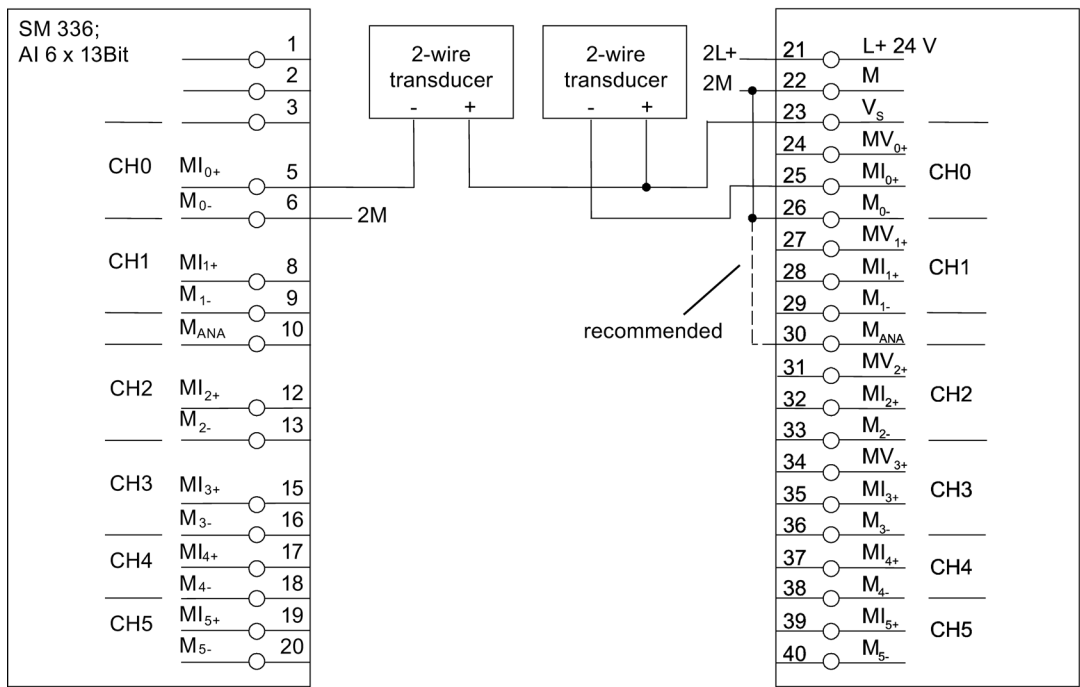 SM 336;
AI 6 x 13Bit
1
2
3
CH0
MI0+
5
M0-
6
2M
CH1
MI1+
8
M1-
9
MANA
10
CH2
MI2+
12
M2-
13
CH3
MI3+
15
M3-
16
CH4
MI4+
17
M4-
18
CH5
MI5+
19
M5-
20
2-wire
transducer
- +
2-wire
transducer
- +
recommended
2L+
21
L+ 24 V
2M
22
M
23
Vs
24
MV0+
25
MI0+
CH0
26
M0-
27
MV1+
28
MI1+
CH1
29
M1-
30
MANA
31
MV2+
32
MI2+
CH2
33
M2-
34
MV3+
35
MI3+
CH3
36
M3-
37
MI4+
CH4
38
M4-
39
MI5+
CH5
40
M5-